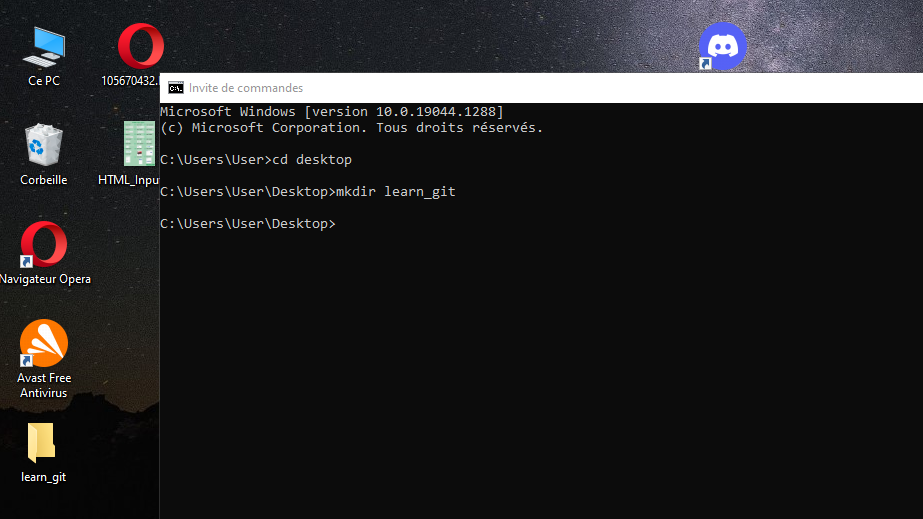 Ce PC
105670432.
Corbeille
HTML_Inpu
Navigateur Opera
Avast Free
Antivirus
learn_git
Invite de commandes
Microsoft Windows [version 10.0.19044.1288]
(c) Microsoft Corporation. Tous droits réservés.
C:\Users\User>cd desktop
C:\Users\User\Desktop>mkdir learn_git
C:\Users\User\Desktop>